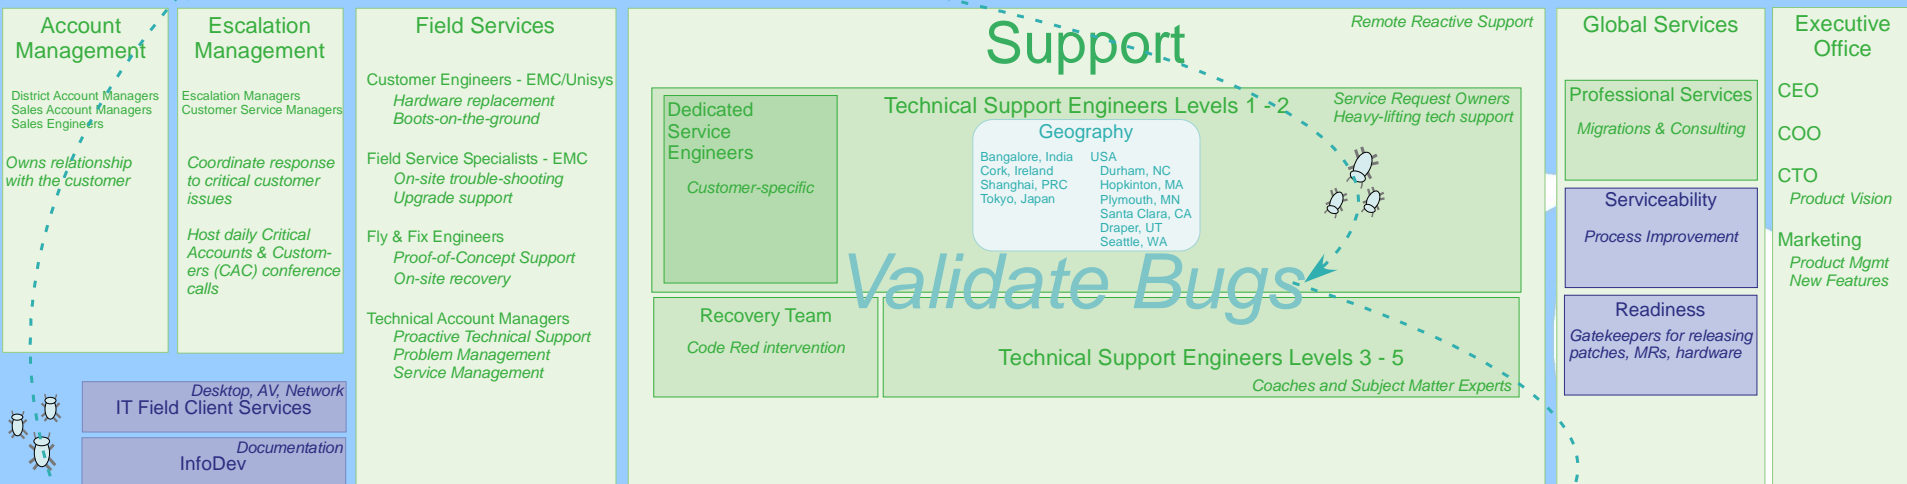 Account
Management
District Account Managers
Sales Account Managers
Sales Engineers
Owns relationship
with the customer
Escalation
Management
Escalation Managers
Customer Service Managers
Coordinate response
to critical customer
issues
Host daily Critical
Accounts & Custom-
ers (CAC) conference
calls
Desktop, AV, Network
IT Field Client Services
Documentation
InfoDev
Field Services
Customer Engineers - EMC/Unisys
Hardware replacement
Boots-on-the-ground
Field Service Specialists - EMC
On-site trouble-shooting
Upgrade support
Fly & Fix Engineers
Proof-of-Concept Support
On-site recovery
Technical Account Managers
Proactive Technical Support
Problem Management
Service Management
Support
Remote Reactive Support
Dedicated
Service
Engineers
Customer-specific
Technical Support Engineers Levels 1 - 2
Service Request Owners
Heavy-lifting tech support
Geography
Bangalore, India
Cork, Ireland
Shanghai, PRC
Tokyo, Japan
USA
Durham, NC
Hopkinton, MA
Plymouth, MN
Santa Clara, CA
Draper, UT
Seattle, WA
Validate Bugs
Recovery Team
Code Red intervention
Technical Support Engineers Levels 3 - 5
Coaches and Subject Matter Experts
Global Services
Professional Services
Migrations & Consulting
Serviceability
Process Improvement
Readiness
Gatekeepers for releasing
patches, MRs, hardware
Executive
Office
CEO
COO
CTO
Product Vision
Marketing
Product Mgmt
New Features